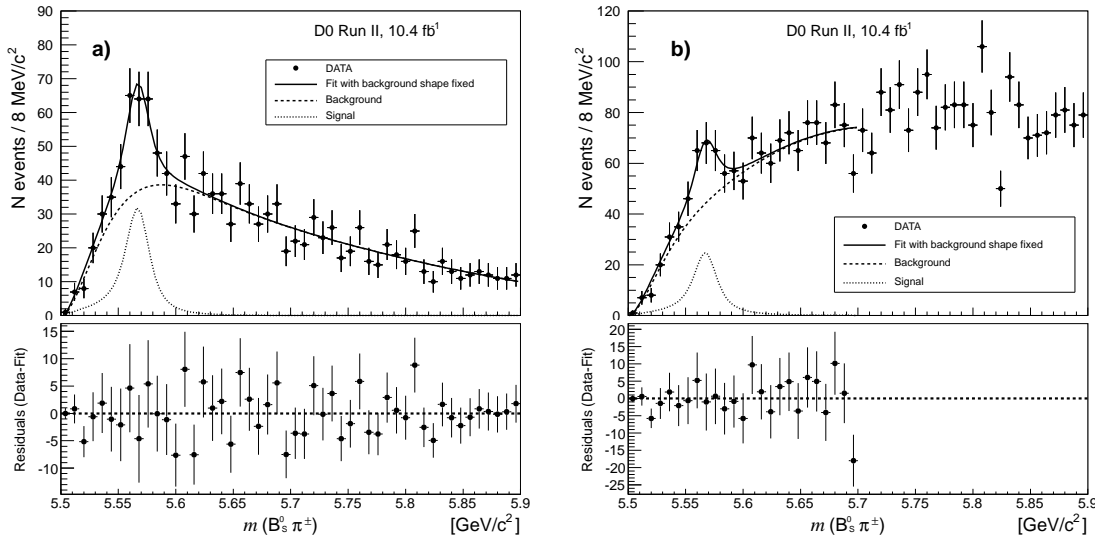 D0 Run II, 10.4 fb⁻¹
a)
DATA
Fit with background shape fixed
Background
Signal
N events / 8 MeV/c²
90
80
70
60
50
40
30
20
10
0
Residuals (Data-Fit)
15
10
5
0
-5
-10
5.5 5.55 5.6 5.65 5.7 5.75 5.8 5.85 5.9
m (B⁰ₛ π±) [GeV/c²]
D0 Run II, 10.4 fb⁻¹
b)
DATA
Fit with background shape fixed
Background
Signal
N events / 8 MeV/c²
120
100
80
60
40
20
0
Residuals (Data-Fit)
20
15
10
5
0
-5
-10
-15
-20
-25
5.5 5.55 5.6 5.65 5.7 5.75 5.8 5.85 5.9
m (B⁰ₛ π±) [GeV/c²]